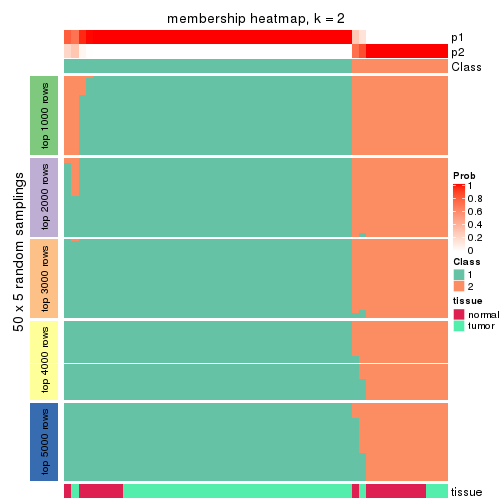 membership heatmap, k = 2
p1
p2
Class
50 x 5 random samplings
top 1000 rows
top 2000 rows
top 3000 rows
top 4000 rows
top 5000 rows
Prob
1
0.8
0.6
0.4
0.2
0
Class
1
2
tissue
normal
tumor
tissue